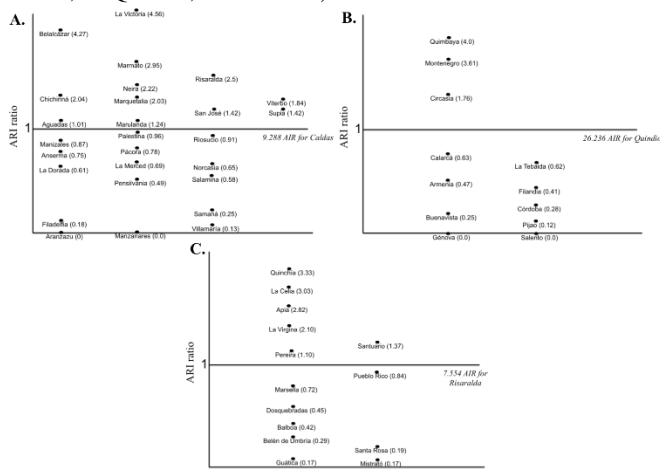 A.
La Victoria (4.56)
Belalcázar (4,27)
Marmato (2.95)
Risaralda (2.5)
Neira (2.22)
Chichinná (2.04)
Marquetalia (2.03)
Viterbo (1.84)
San José (1.42)
Supía (1.42)
Aguadas (1.01)
Marulanda (1.24)
1
ARI ratio
9.288 AIR for Caldas
Palestina (0.96)
Riosucio (0.91)
Manizales (0.87)
Anserma (0.75)
Pácora (0.78)
La Dorada (0.61)
La Merced (0.69)
Norcasia (0.65)
Salamina (0.58)
Pensilvania (0.49)
Samaná (0.25)
Filadelfia (0.18)
Villamaría (0.13)
Aranzazu (0)
Manzanares (0.0)
B.
Quimbaya (4.0)
Montenegro (3.61)
Circasia (1.76)
1
ARI ratio
26.236 AIR for Quindío
Calarcá (0.63)
La Tebaida (0.62)
Armenia (0.47)
Filandia (0.41)
Córdoba (0.28)
Buenavista (0.25)
Pijao (0.12)
Génova (0.0)
Salento (0.0)
C.
Quinchía (3.33)
La Celia (3.03)
Apía (2.82)
La Virgina (2.10)
Santuario (1.37)
Pereira (1.10)
1
ARI ratio
7.554 AIR for
Risaralda
Pueblo Rico (0.84)
Marsella (0.72)
Dosquebradas (0.45)
Balboa (0.42)
Belén de Umbría (0.29)
Santa Rosa (0.19)
Guática (0.17)
Mistrató (0.17)